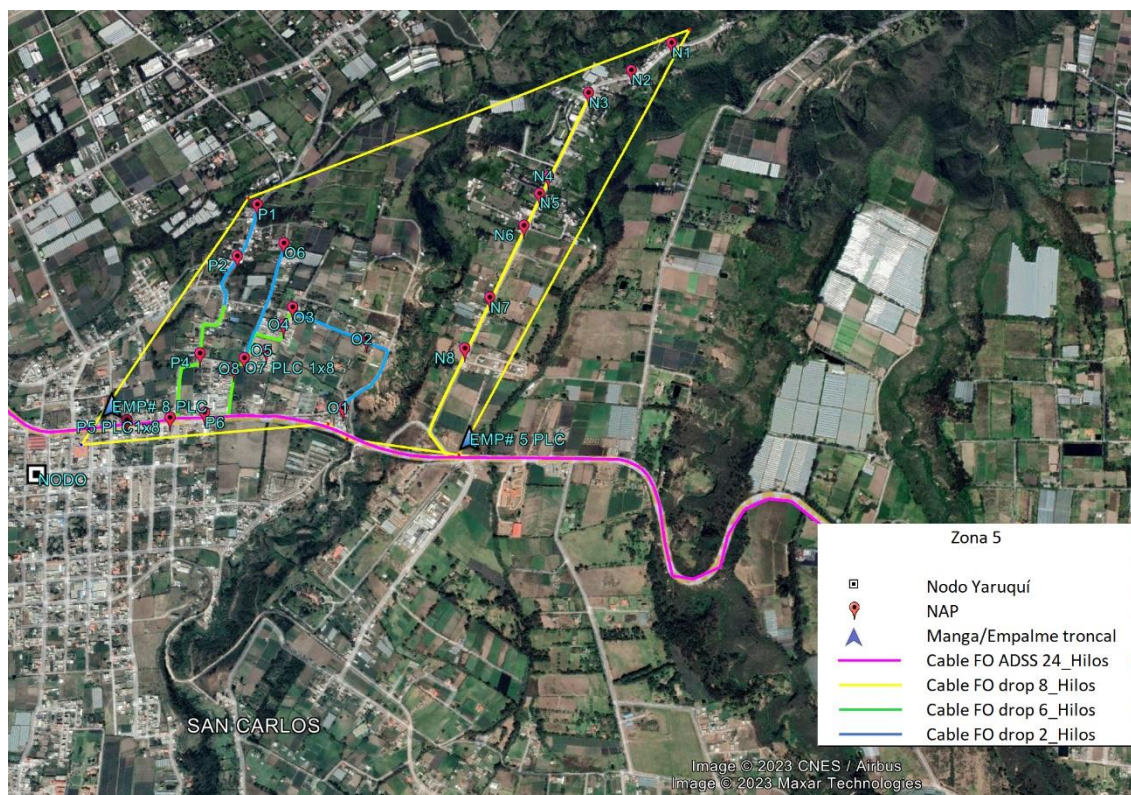 N1
N2
N3
N4
N5
P1
N6
O6
P2
N7
O3
O4
O2
N8
O5
P4
O8 O7 PLC 1x8
EMP# 8 PLC
O1
P5 PLC1x8
P6
EMP# 5 PLC
NODO
SAN CARLOS
Zona 5
Nodo Yaruquí
NAP
Manga/Empalme troncal
Cable FO ADSS 24_Hilos
Cable FO drop 8_Hilos
Cable FO drop 6_Hilos
Cable FO drop 2_Hilos
Image © 2023 CNES / Airbus
Image © 2023 Maxar Technologies